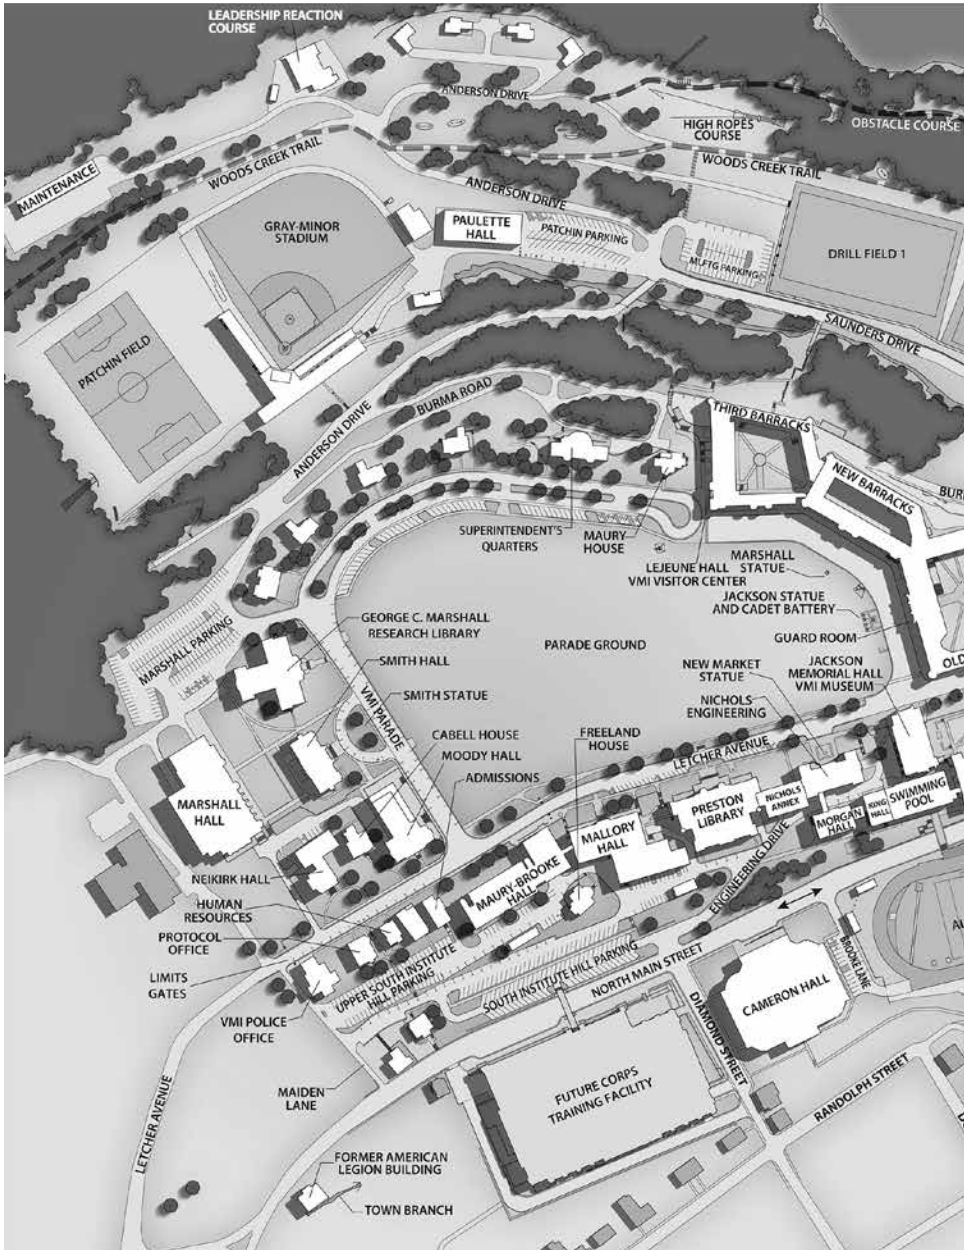 LEADERSHIP REACTION
COURSE
ANDERSON DRIVE
HIGH ROPES
COURSE
OBSTACLE COURSE
WOODS CREEK TRAIL
WOODS CREEK TRAIL
MAINTENANCE
ANDERSON DRIVE
GRAY-MINOR
STADIUM
PAULETTE
HALL
PATCHIN PARKING
MLFTG PARKING
DRILL FIELD 1
SAUNDERS DRIVE
PATCHIN FIELD
ANDERSON DRIVE
BURMA ROAD
THIRD BARRACKS
NEW BARRACKS
BUR
SUPERINTENDENT'S
QUARTERS
MAURY
HOUSE
LEJEUNE HALL
VMI VISITOR CENTER
MARSHALL
STATUE
JACKSON STATUE
AND CADET BATTERY
GUARD ROOM
OLD
MARSHALL PARKING
GEORGE C. MARSHALL
RESEARCH LIBRARY
PARADE GROUND
SMITH HALL
NEW MARKET
STATUE
JACKSON
MEMORIAL HALL
VMI MUSEUM
SMITH STATUE
VMI PARADE
NICHOLS
ENGINEERING
CABELL HOUSE
FREELAND
HOUSE
MOODY HALL
LETCHER AVENUE
ADMISSIONS
MARSHALL
HALL
PRESTON
LIBRARY
NICHOLS
ANNEX
SWIMMING
POOL
KING
HALL
MORGAN
HALL
MALLORY
HALL
ENGINEERING DRIVE
NEIKIRK HALL
MAURY-BROOKE
HALL
HUMAN
RESOURCES
PROTOCOL
OFFICE
LIMITS
GATES
UPPER SOUTH INSTITUTE
HILL PARKING
SOUTH INSTITUTE HILL PARKING
NORTH MAIN STREET
BROOKE LANE
CAMERON HALL
AL
VMI POLICE
OFFICE
DIAMOND STREET
MAIDEN
LANE
FUTURE CORPS
TRAINING FACILITY
RANDOLPH STREET
LETCHER AVENUE
FORMER AMERICAN
LEGION BUILDING
TOWN BRANCH